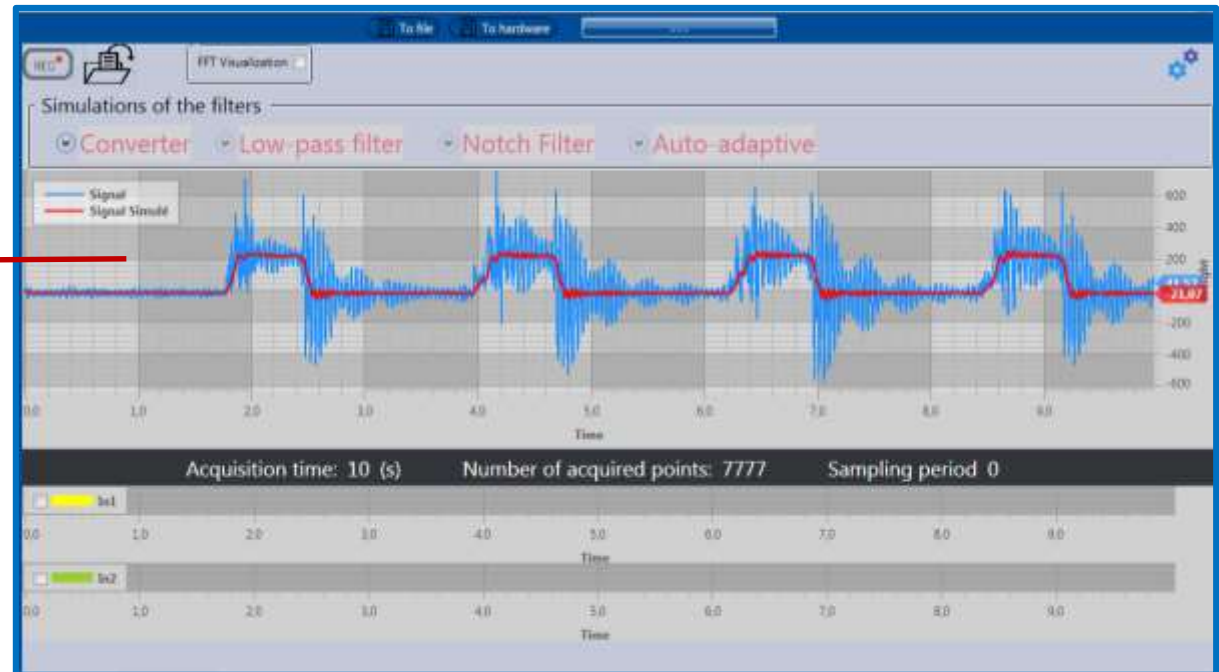 To file To hardware ...
REC
FFT Visualization
Simulations of the filters
Converter Low-pass filter Notch Filter Auto-adaptive
Signal
Signal Simulé
600
400
200
-200
-400
-600
0,0 1,0 2,0 3,0 4,0 5,0 6,0 7,0 8,0 9,0
Time
Acquisition time: 10 (s) Number of acquired points: 7777 Sampling period 0
In1
0,0 1,0 2,0 3,0 4,0 5,0 6,0 7,0 8,0 9,0
Time
In2
0,0 1,0 2,0 3,0 4,0 5,0 6,0 7,0 8,0 9,0
Time